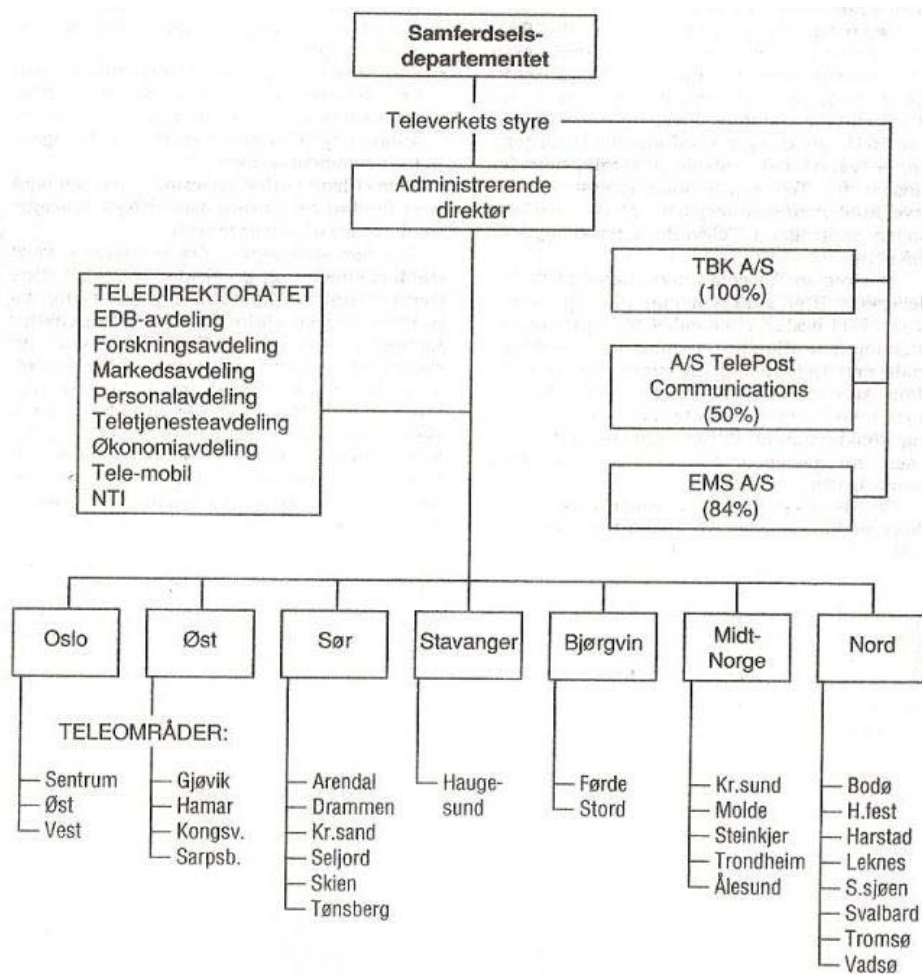 Samferdsels-
departementet
Televerkets styre
Administrerende
direktør
TBK A/S
(100%)
A/S TelePost
Communications
(50%)
EMS A/S
(84%)
TELEDIREKTORATET
EDB-avdeling
Forskningsavdeling
Markedsavdeling
Personalavdeling
Teletjenesteavdeling
Økonomiavdeling
Tele-mobil
NTI
Oslo
Øst
Sør
Stavanger
Bjørgvin
Midt-
Norge
Nord
TELEOMRÅDER:
Sentrum
Øst
Vest
Gjøvik
Hamar
Kongsv.
Sarpsb.
Arendal
Drammen
Kr.sand
Seljord
Skien
Tønsberg
Hauge-
sund
Førde
Stord
Kr.sund
Molde
Steinkjer
Trondheim
Ålesund
Bodø
H.fest
Harstad
Leknes
S.sjøen
Svalbard
Tromsø
Vadsø